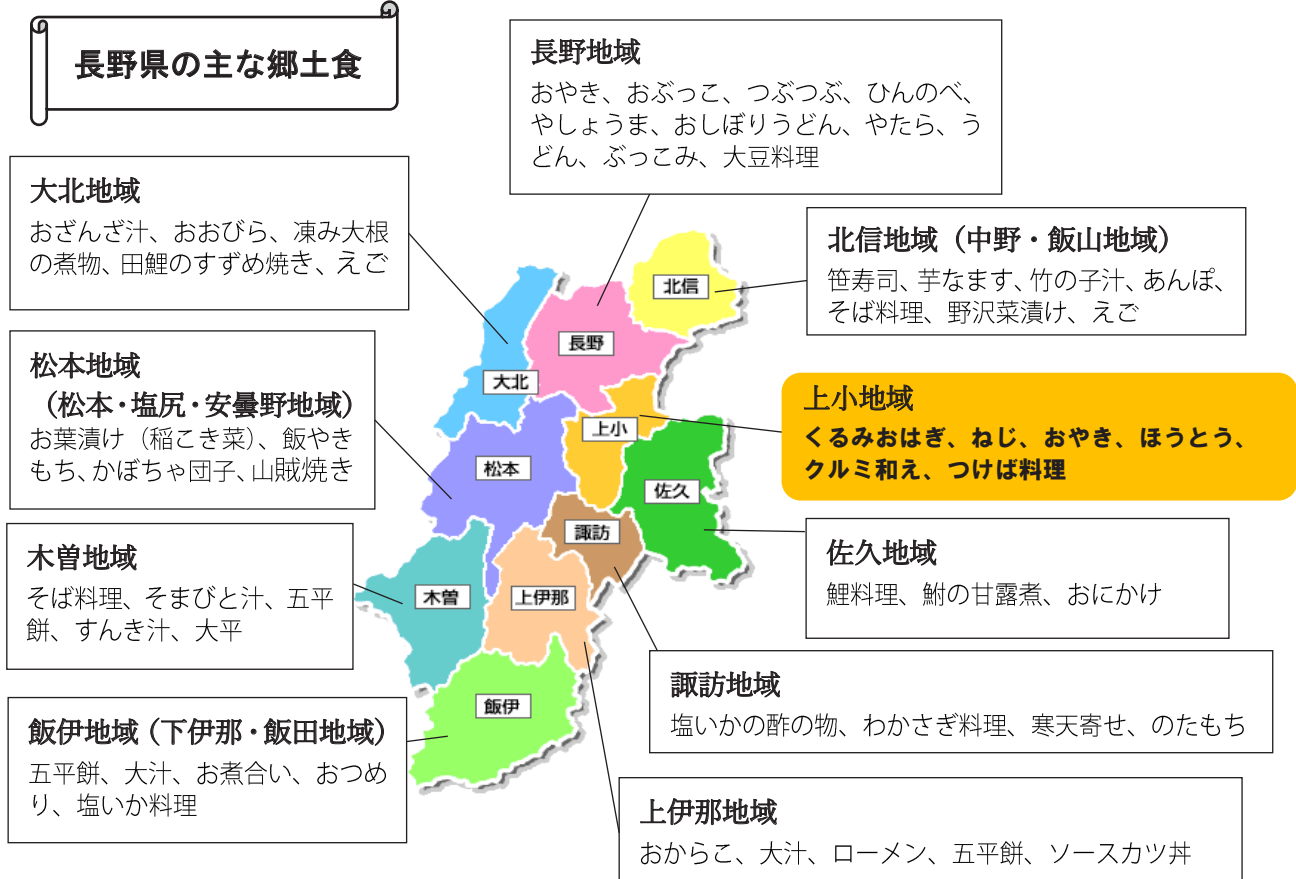 長野県の主な郷土食
長野地域
おやき、おぶっこ、つぶつぶ、ひんのべ、
やしょうま、おしぼりうどん、やたら、う
どん、ぶっこみ、大豆料理
大北地域
おざんざ汁、おおびら、凍み大根
の煮物、田鯉のすずめ焼き、えご
北信地域（中野・飯山地域）
笹寿司、芋なます、竹の子汁、あんぽ、
そば料理、野沢菜漬け、えご
松本地域
（松本・塩尻・安曇野地域）
お葉漬け（稲こき菜）、飯やき
もち、かぼちゃ団子、山賊焼き
上小地域
くるみおはぎ、ねじ、おやき、ほうとう、
クルミ和え、つけば料理
木曽地域
そば料理、そまびと汁、五平
餅、すんき汁、大平
佐久地域
鯉料理、鮒の甘露煮、おにかけ
諏訪地域
塩いかの酢の物、わかさぎ料理、寒天寄せ、のたもち
飯伊地域（下伊那・飯田地域）
五平餅、大汁、お煮合い、おつめ
り、塩いか料理
上伊那地域
おからこ、大汁、ローメン、五平餅、ソースカツ丼
北信
長野
大北
上小
松本
佐久
諏訪
木曽
上伊那
飯伊